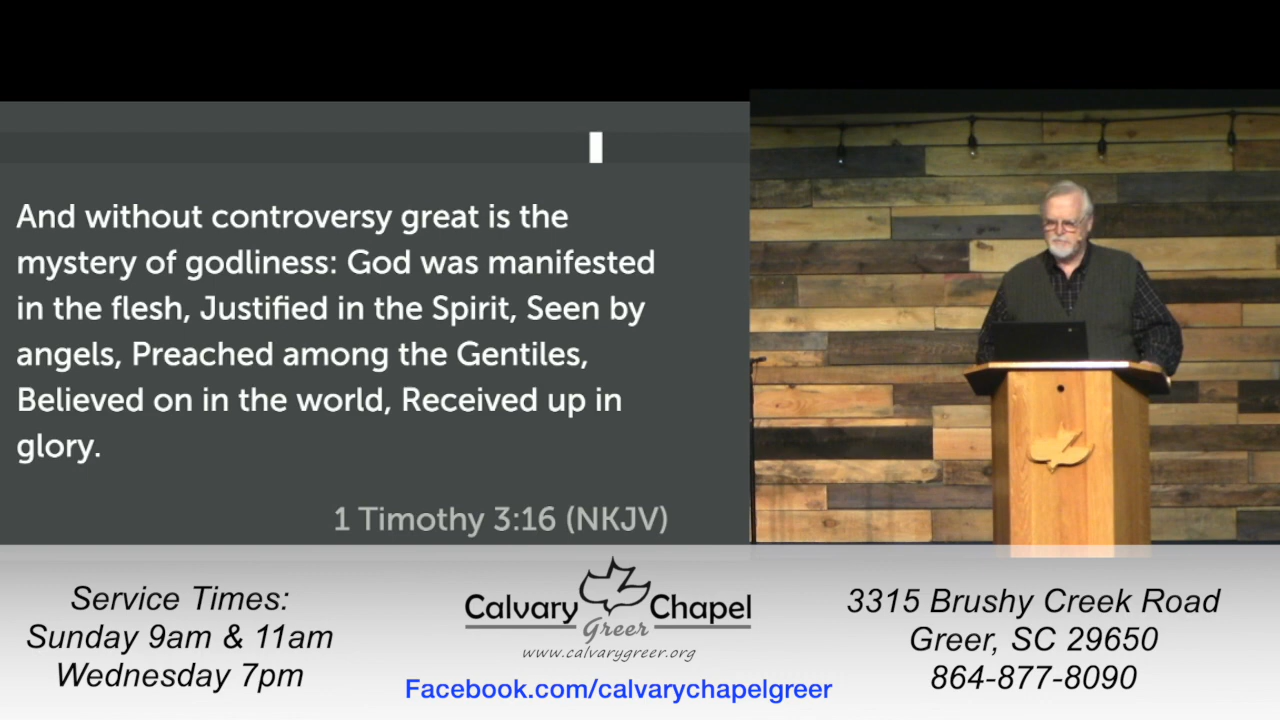 And without controversy great is the
mystery of godliness: God was manifested
in the flesh, Justified in the Spirit, Seen by
angels, Preached among the Gentiles,
Believed on in the world, Received up in
glory.
1 Timothy 3:16 (NKJV)
Service Times:
Sunday 9am & 11am
Wednesday 7pm
Calvary Chapel
Greer
www.calvarygreer.org
Facebook.com/calvarychapelgreer
3315 Brushy Creek Road
Greer, SC 29650
864-877-8090